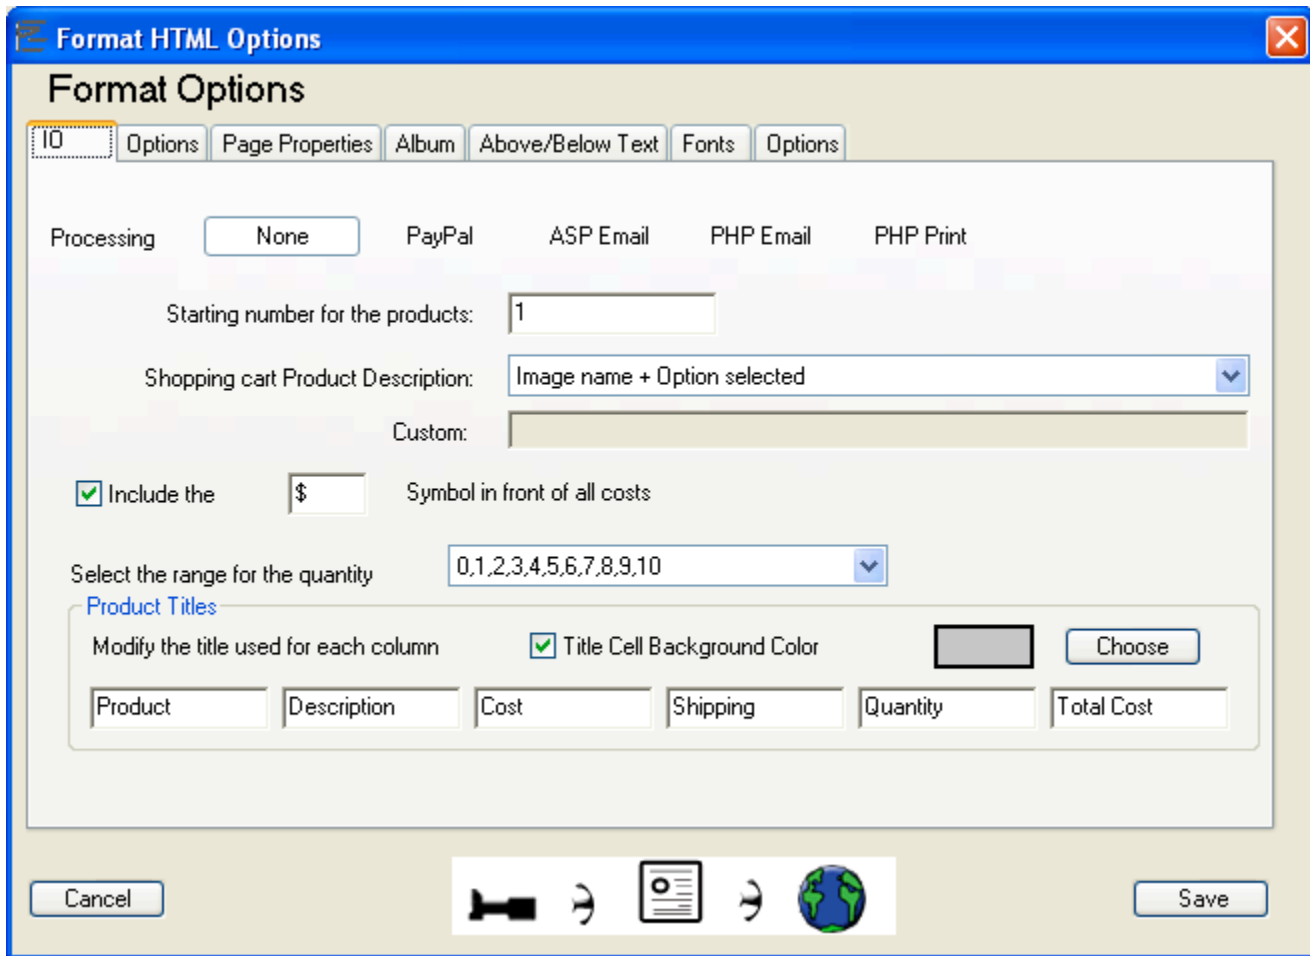 Format HTML Options
Format Options
IO Options Page Properties Album Above/Below Text Fonts Options
Processing None PayPal ASP Email PHP Email PHP Print
Starting number for the products: 1
Shopping cart Product Description: Image name + Option selected
Custom:
Include the $ Symbol in front of all costs
Select the range for the quantity 0,1,2,3,4,5,6,7,8,9,10
Product Titles
Modify the title used for each column Title Cell Background Color Choose
Product Description Cost Shipping Quantity Total Cost
Cancel Save